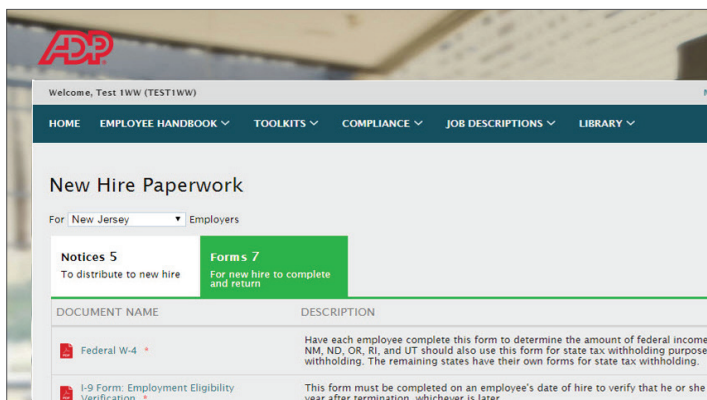 ADP
Welcome, Test 1WW (TEST1WW)
HOME EMPLOYEE HANDBOOK TOOLKITS COMPLIANCE JOB DESCRIPTIONS LIBRARY
New Hire Paperwork
For New Jersey Employers
Notices 5
To distribute to new hire
Forms 7
For new hire to complete
and return
DOCUMENT NAME DESCRIPTION
Federal W-4 *
Have each employee complete this form to determine the amount of federal income
NM, ND, OR, RI, and UT should also use this form for state tax withholding purpose
withholding. The remaining states have their own forms for state tax withholding.
I-9 Form: Employment Eligibility
Verification *
This form must be completed on an employee's date of hire to verify that he or she
year after termination, whichever is later.